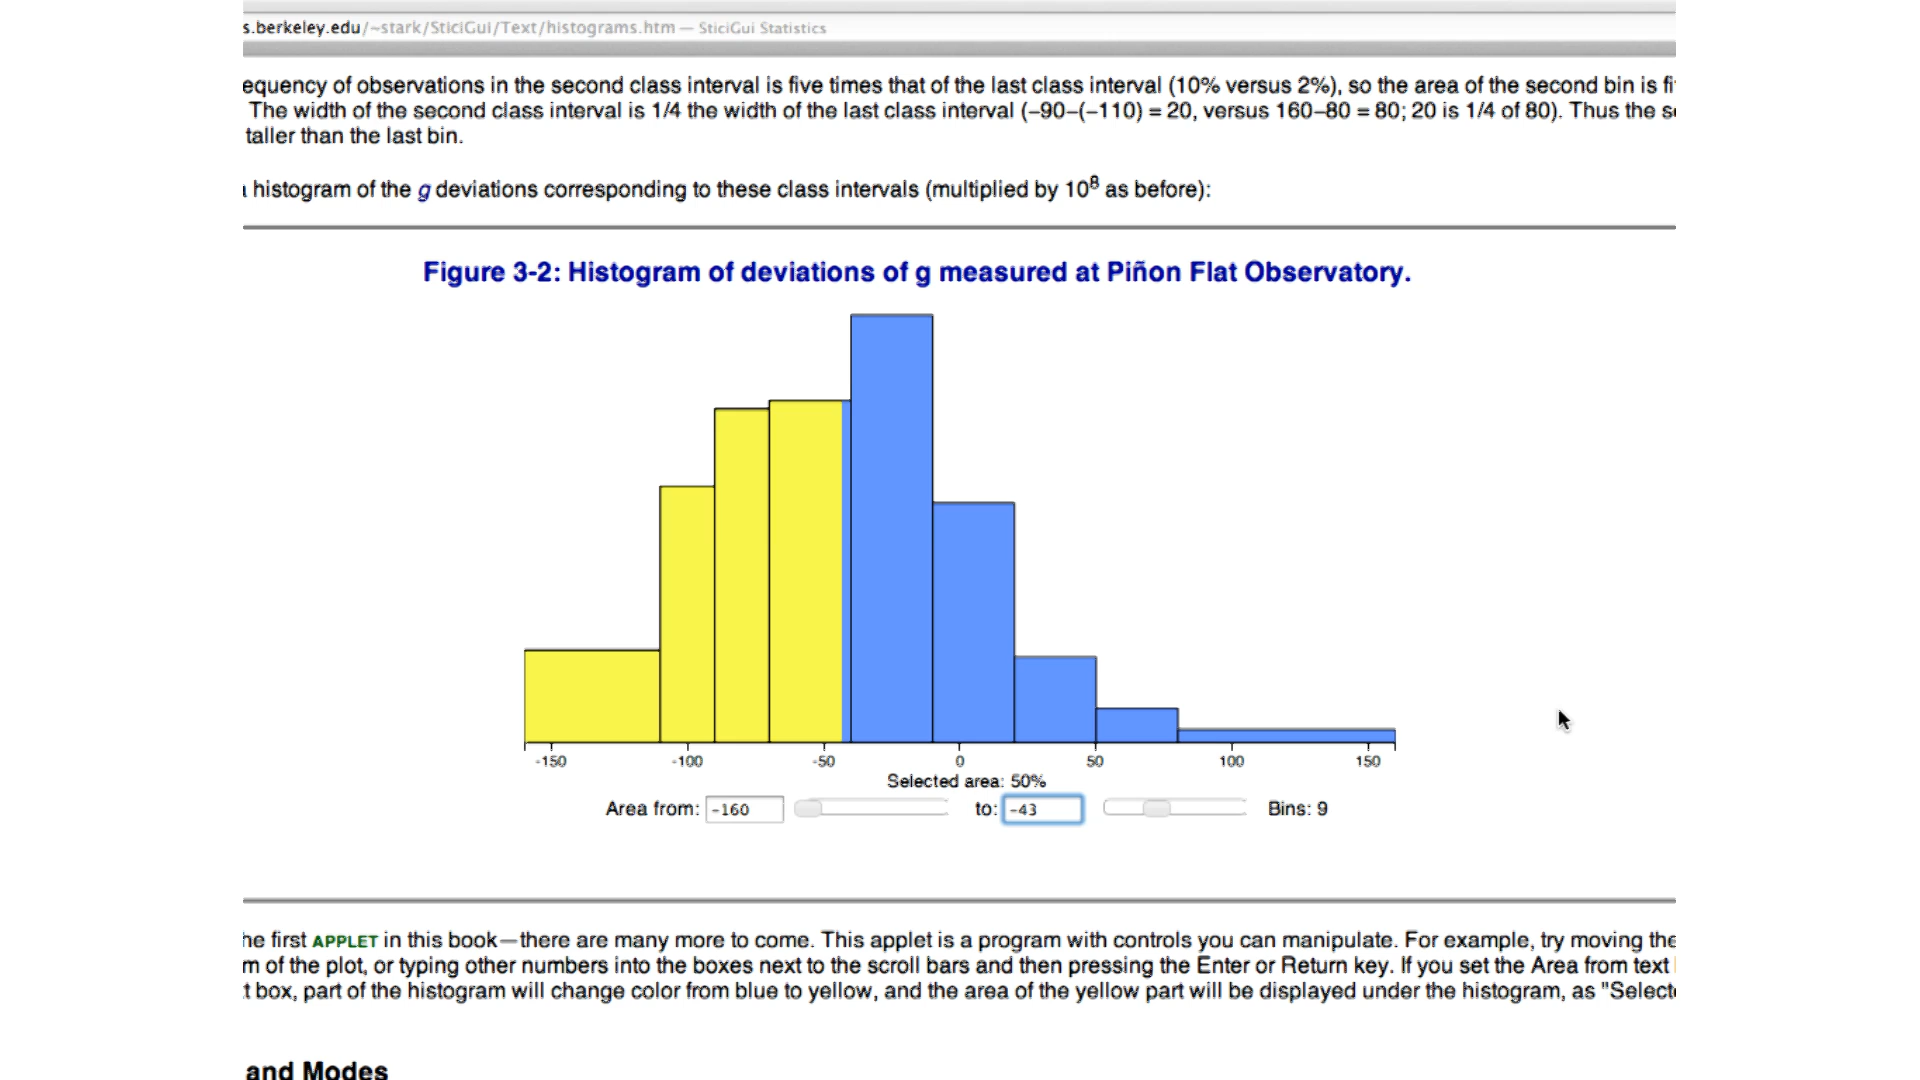 s.berkeley.edu/~stark/SticiGui/Text/histograms.htm — SticiGui Statistics
equency of observations in the second class interval is five times that of the last class interval (10% versus 2%), so the area of the second bin is fi
The width of the second class interval is 1/4 the width of the last class interval (–90–(–110) = 20, versus 160–80 = 80; 20 is 1/4 of 80). Thus the s
taller than the last bin.
histogram of the g deviations corresponding to these class intervals (multiplied by 10⁸ as before):
Figure 3-2: Histogram of deviations of g measured at Piñon Flat Observatory.
-150 -100 -50 0 50 100 150
Selected area: 50%
Area from: -160 to: -43 Bins: 9
he first APPLET in this book—there are many more to come. This applet is a program with controls you can manipulate. For example, try moving the
m of the plot, or typing other numbers into the boxes next to the scroll bars and then pressing the Enter or Return key. If you set the Area from text
t box, part of the histogram will change color from blue to yellow, and the area of the yellow part will be displayed under the histogram, as "Select
and Modes